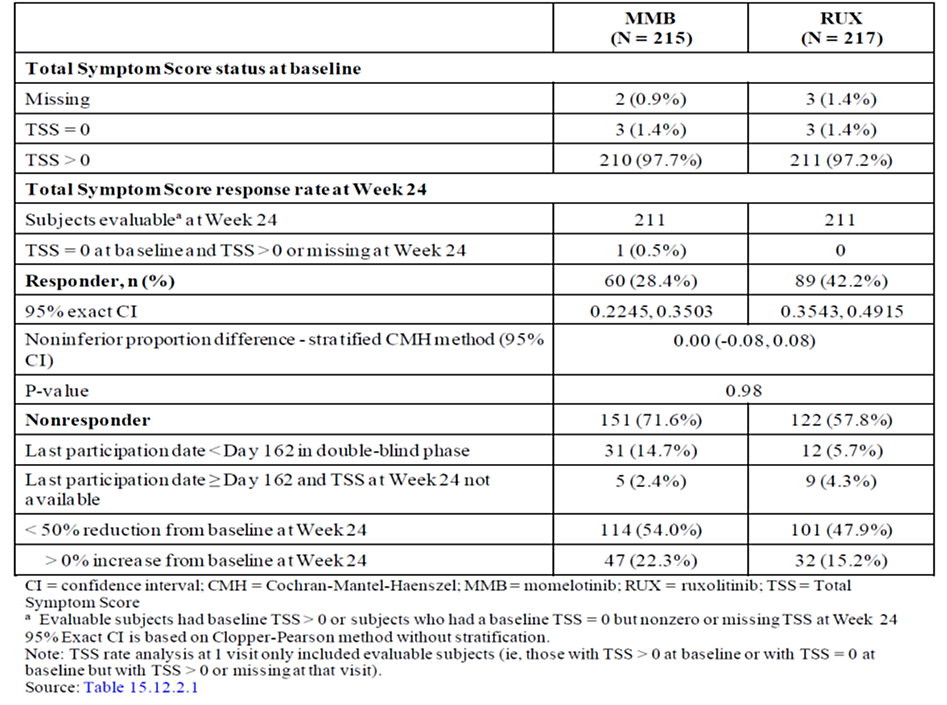 MMB RUX
(N = 215) (N = 217)
Total Symptom Score status at baseline
Missing 2 (0.9%) 3 (1.4%)
TSS = 0 3 (1.4%) 3 (1.4%)
TSS > 0 210 (97.7%) 211 (97.2%)
Total Symptom Score response rate at Week 24
Subjects evaluableᵃ at Week 24 211 211
TSS = 0 at baseline and TSS > 0 or missing at Week 24 1 (0.5%) 0
Responder, n (%) 60 (28.4%) 89 (42.2%)
95% exact CI 0.2245, 0.3503 0.3543, 0.4915
Noninferior proportion difference - stratified CMH method (95%
CI) 0.00 (-0.08, 0.08)
P-value 0.98
Nonresponder 151 (71.6%) 122 (57.8%)
Last participation date < Day 162 in double-blind phase 31 (14.7%) 12 (5.7%)
Last participation date ≥ Day 162 and TSS at Week 24 not
available 5 (2.4%) 9 (4.3%)
< 50% reduction from baseline at Week 24 114 (54.0%) 101 (47.9%)
> 0% increase from baseline at Week 24 47 (22.3%) 32 (15.2%)
CI = confidence interval; CMH = Cochran-Mantel-Haenszel; MMB = momelotinib; RUX = ruxolitinib; TSS = Total
Symptom Score
ᵃ Evaluable subjects had baseline TSS > 0 or subjects who had a baseline TSS = 0 but nonzero or missing TSS at Week 24
95% Exact CI is based on Clopper-Pearson method without stratification.
Note: TSS rate analysis at 1 visit only included evaluable subjects (ie, those with TSS > 0 at baseline or with TSS = 0 at
baseline but with TSS > 0 or missing at that visit).
Source: Table 15.12.2.1